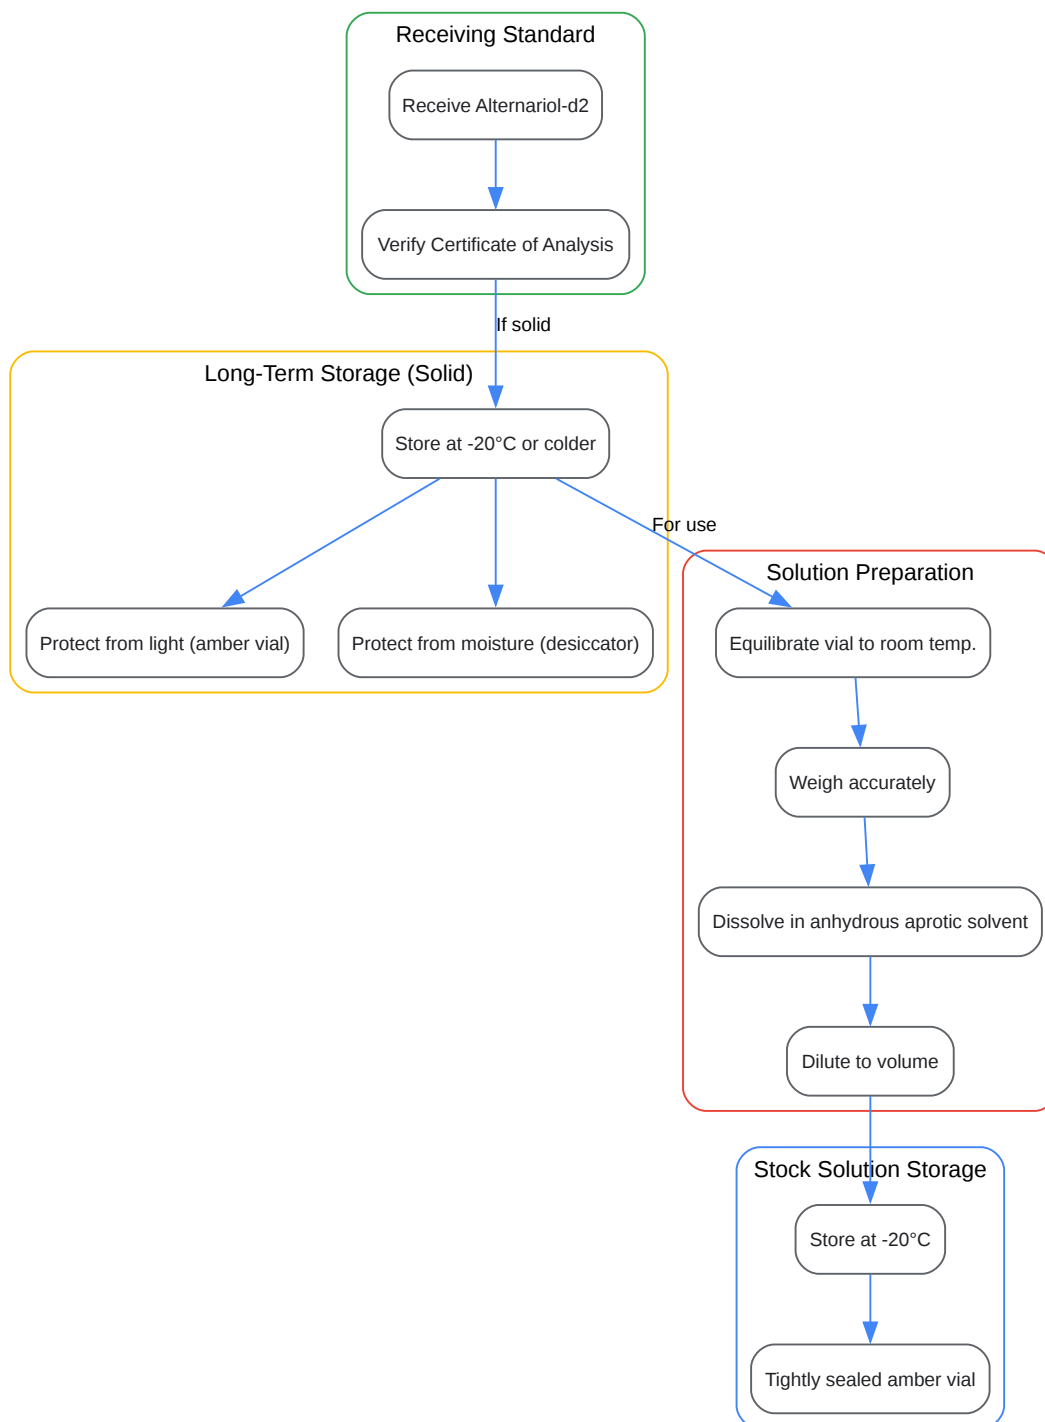 Receiving Standard
Receive Alternariol-d2
Verify Certificate of Analysis
If solid
Long-Term Storage (Solid)
Store at -20°C or colder
For use
Protect from light (amber vial)
Protect from moisture (desiccator)
Solution Preparation
Equilibrate vial to room temp.
Weigh accurately
Dissolve in anhydrous aprotic solvent
Dilute to volume
Stock Solution Storage
Store at -20°C
Tightly sealed amber vial